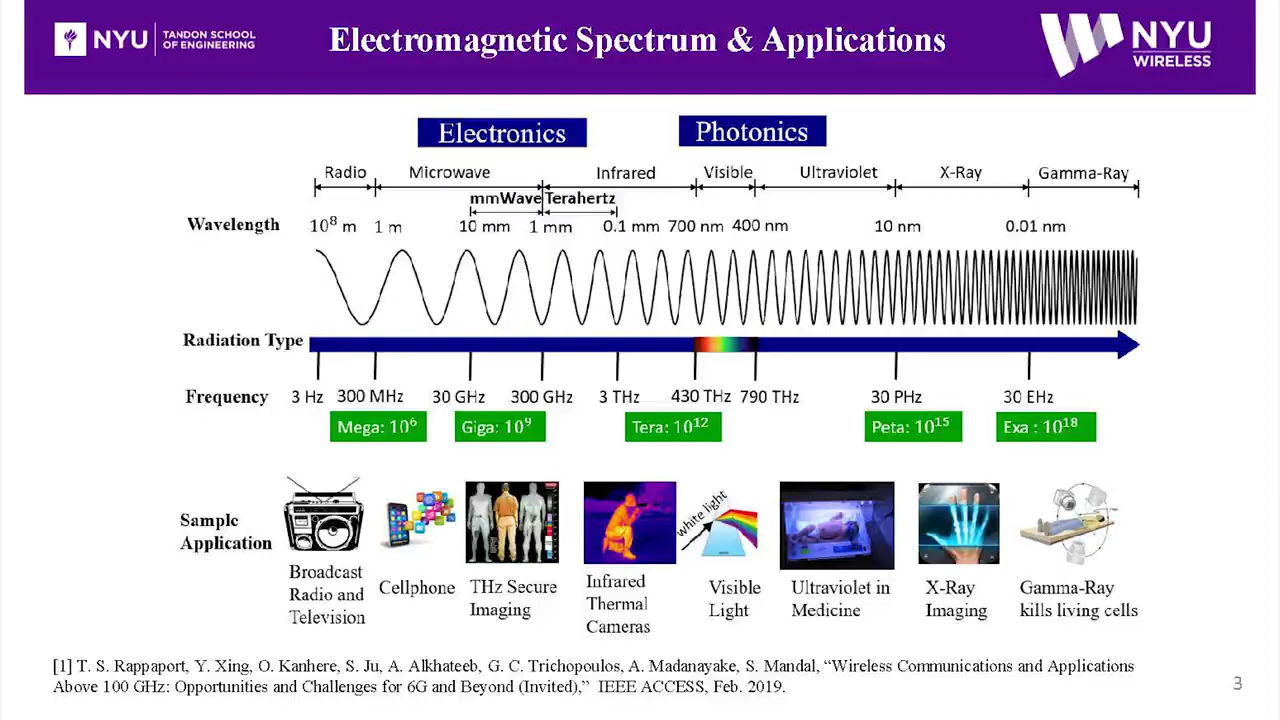 NYU
TANDON SCHOOL
OF ENGINEERING
Electromagnetic Spectrum & Applications
NYU
WIRELESS
Electronics
Photonics
Radio
Microwave
Infrared
Visible
Ultraviolet
X-Ray
Gamma-Ray
mmWave Terahertz
Wavelength
10⁸ m
1 m
10 mm
1 mm
0.1 mm
700 nm
400 nm
10 nm
0.01 nm
Radiation Type
Frequency
3 Hz
300 MHz
30 GHz
300 GHz
3 THz
430 THz
790 THz
30 PHz
30 EHz
Mega: 10⁶
Giga: 10⁹
Tera: 10¹²
Peta: 10¹⁵
Exa : 10¹⁸
Sample
Application
white light
Broadcast
Radio and
Television
Cellphone
THz Secure
Imaging
Infrared
Thermal
Cameras
Visible
Light
Ultraviolet in
Medicine
X-Ray
Imaging
Gamma-Ray
kills living cells
[1] T. S. Rappaport, Y. Xing, O. Kanhere, S. Ju, A. Alkhateeb, G. C. Trichopoulos, A. Madanayake, S. Mandal, “Wireless Communications and Applications
Above 100 GHz: Opportunities and Challenges for 6G and Beyond (Invited),” IEEE ACCESS, Feb. 2019.
3